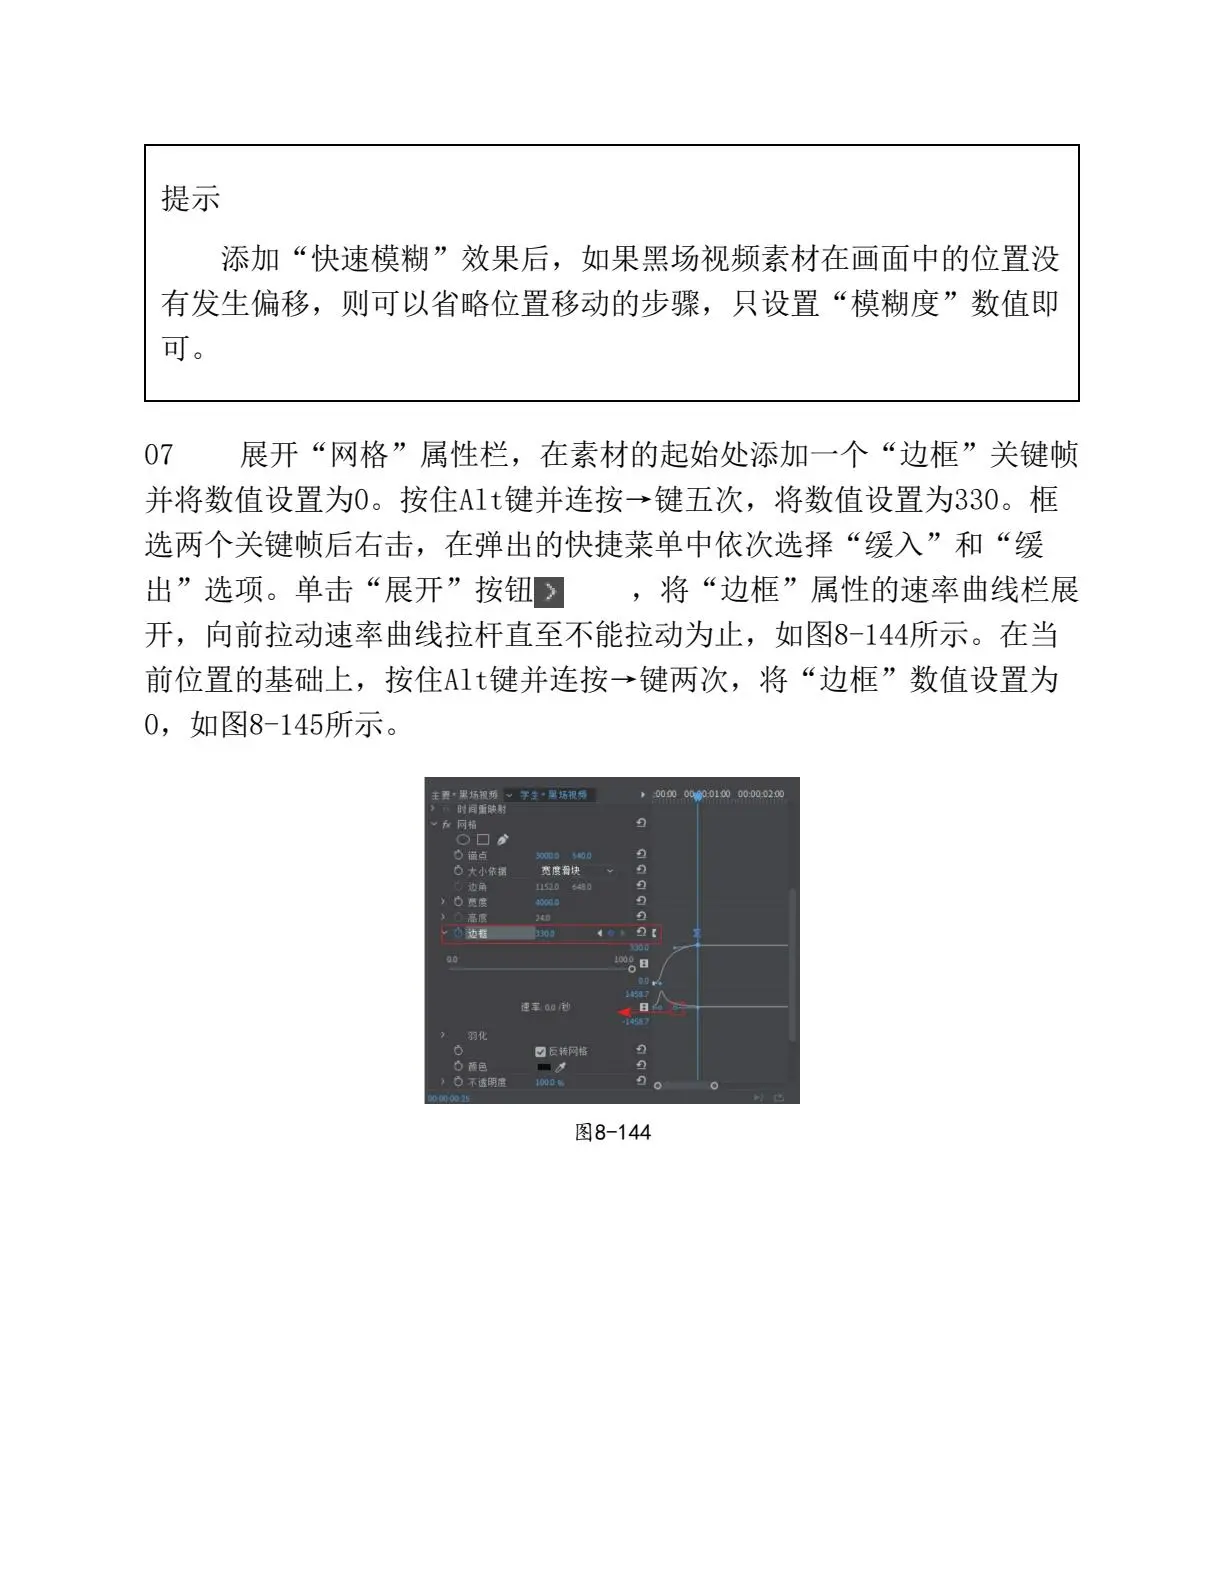 提示
添加“快速模糊”效果后，如果黑场视频素材在画面中的位置没
有发生偏移，则可以省略位置移动的步骤，只设置“模糊度”数值即
可。
07 展开“网格”属性栏，在素材的起始处添加一个“边框”关键帧
并将数值设置为0。按住Alt键并连按→键五次，将数值设置为330。框
选两个关键帧后右击，在弹出的快捷菜单中依次选择“缓入”和“缓
出”选项。单击“展开”按钮，将“边框”属性的速率曲线栏展
开，向前拉动速率曲线拉杆直至不能拉动为止，如图8-144所示。在当
前位置的基础上，按住Alt键并连按→键两次，将“边框”数值设置为
0，如图8-145所示。
主要*黑场视频 学生*黑场视频 :00:00 00:00:01:00 00:00:02:00
时间重映射
fx 网格
锚点 3000.0 540.0
大小依据 宽度滑块
边角 1152.0 648.0
宽度 4000.0
高度 24.0
边框 330.0
330.0
0.0 100.0
0.0
1458.7
速率: 0.0 /秒
-1458.7
羽化
反转网格
颜色
不透明度 100.0 %
图8-144